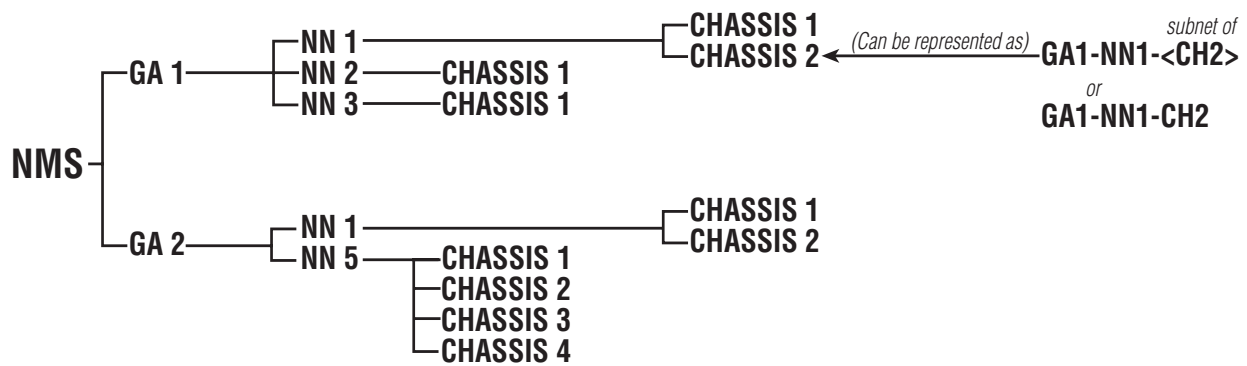 CHASSIS 1
subnet of
NN 1
CHASSIS 2
(Can be represented as)
GA1-NN1-<CH2>
GA 1
NN 2
CHASSIS 1
or
NN 3
CHASSIS 1
GA1-NN1-CH2
NMS
CHASSIS 1
NN 1
CHASSIS 2
GA 2
NN 5
CHASSIS 1
CHASSIS 2
CHASSIS 3
CHASSIS 4